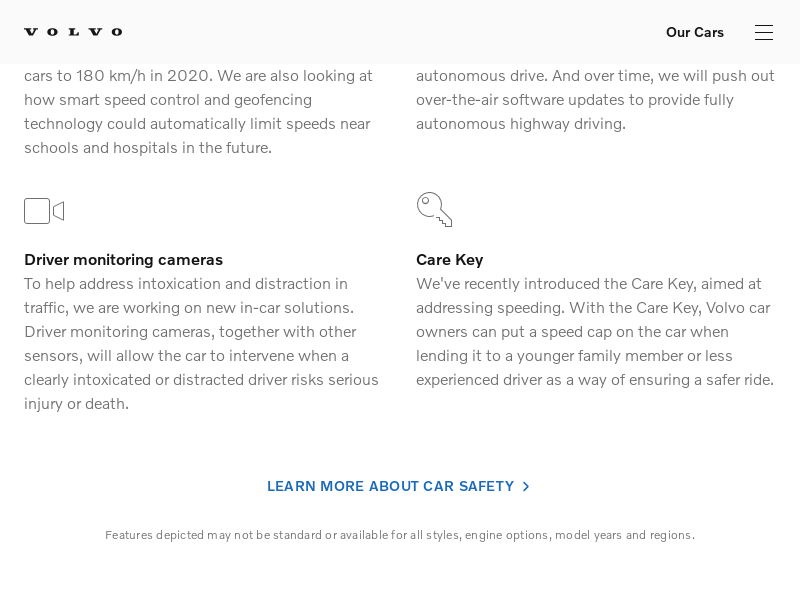 VOLVO
Our Cars
cars to 180 km/h in 2020. We are also looking at
how smart speed control and geofencing
technology could automatically limit speeds near
schools and hospitals in the future.
autonomous drive. And over time, we will push out
over-the-air software updates to provide fully
autonomous highway driving.
Driver monitoring cameras
To help address intoxication and distraction in
traffic, we are working on new in-car solutions.
Driver monitoring cameras, together with other
sensors, will allow the car to intervene when a
clearly intoxicated or distracted driver risks serious
injury or death.
Care Key
We've recently introduced the Care Key, aimed at
addressing speeding. With the Care Key, Volvo car
owners can put a speed cap on the car when
lending it to a younger family member or less
experienced driver as a way of ensuring a safer ride.
LEARN MORE ABOUT CAR SAFETY
Features depicted may not be standard or available for all styles, engine options, model years and regions.